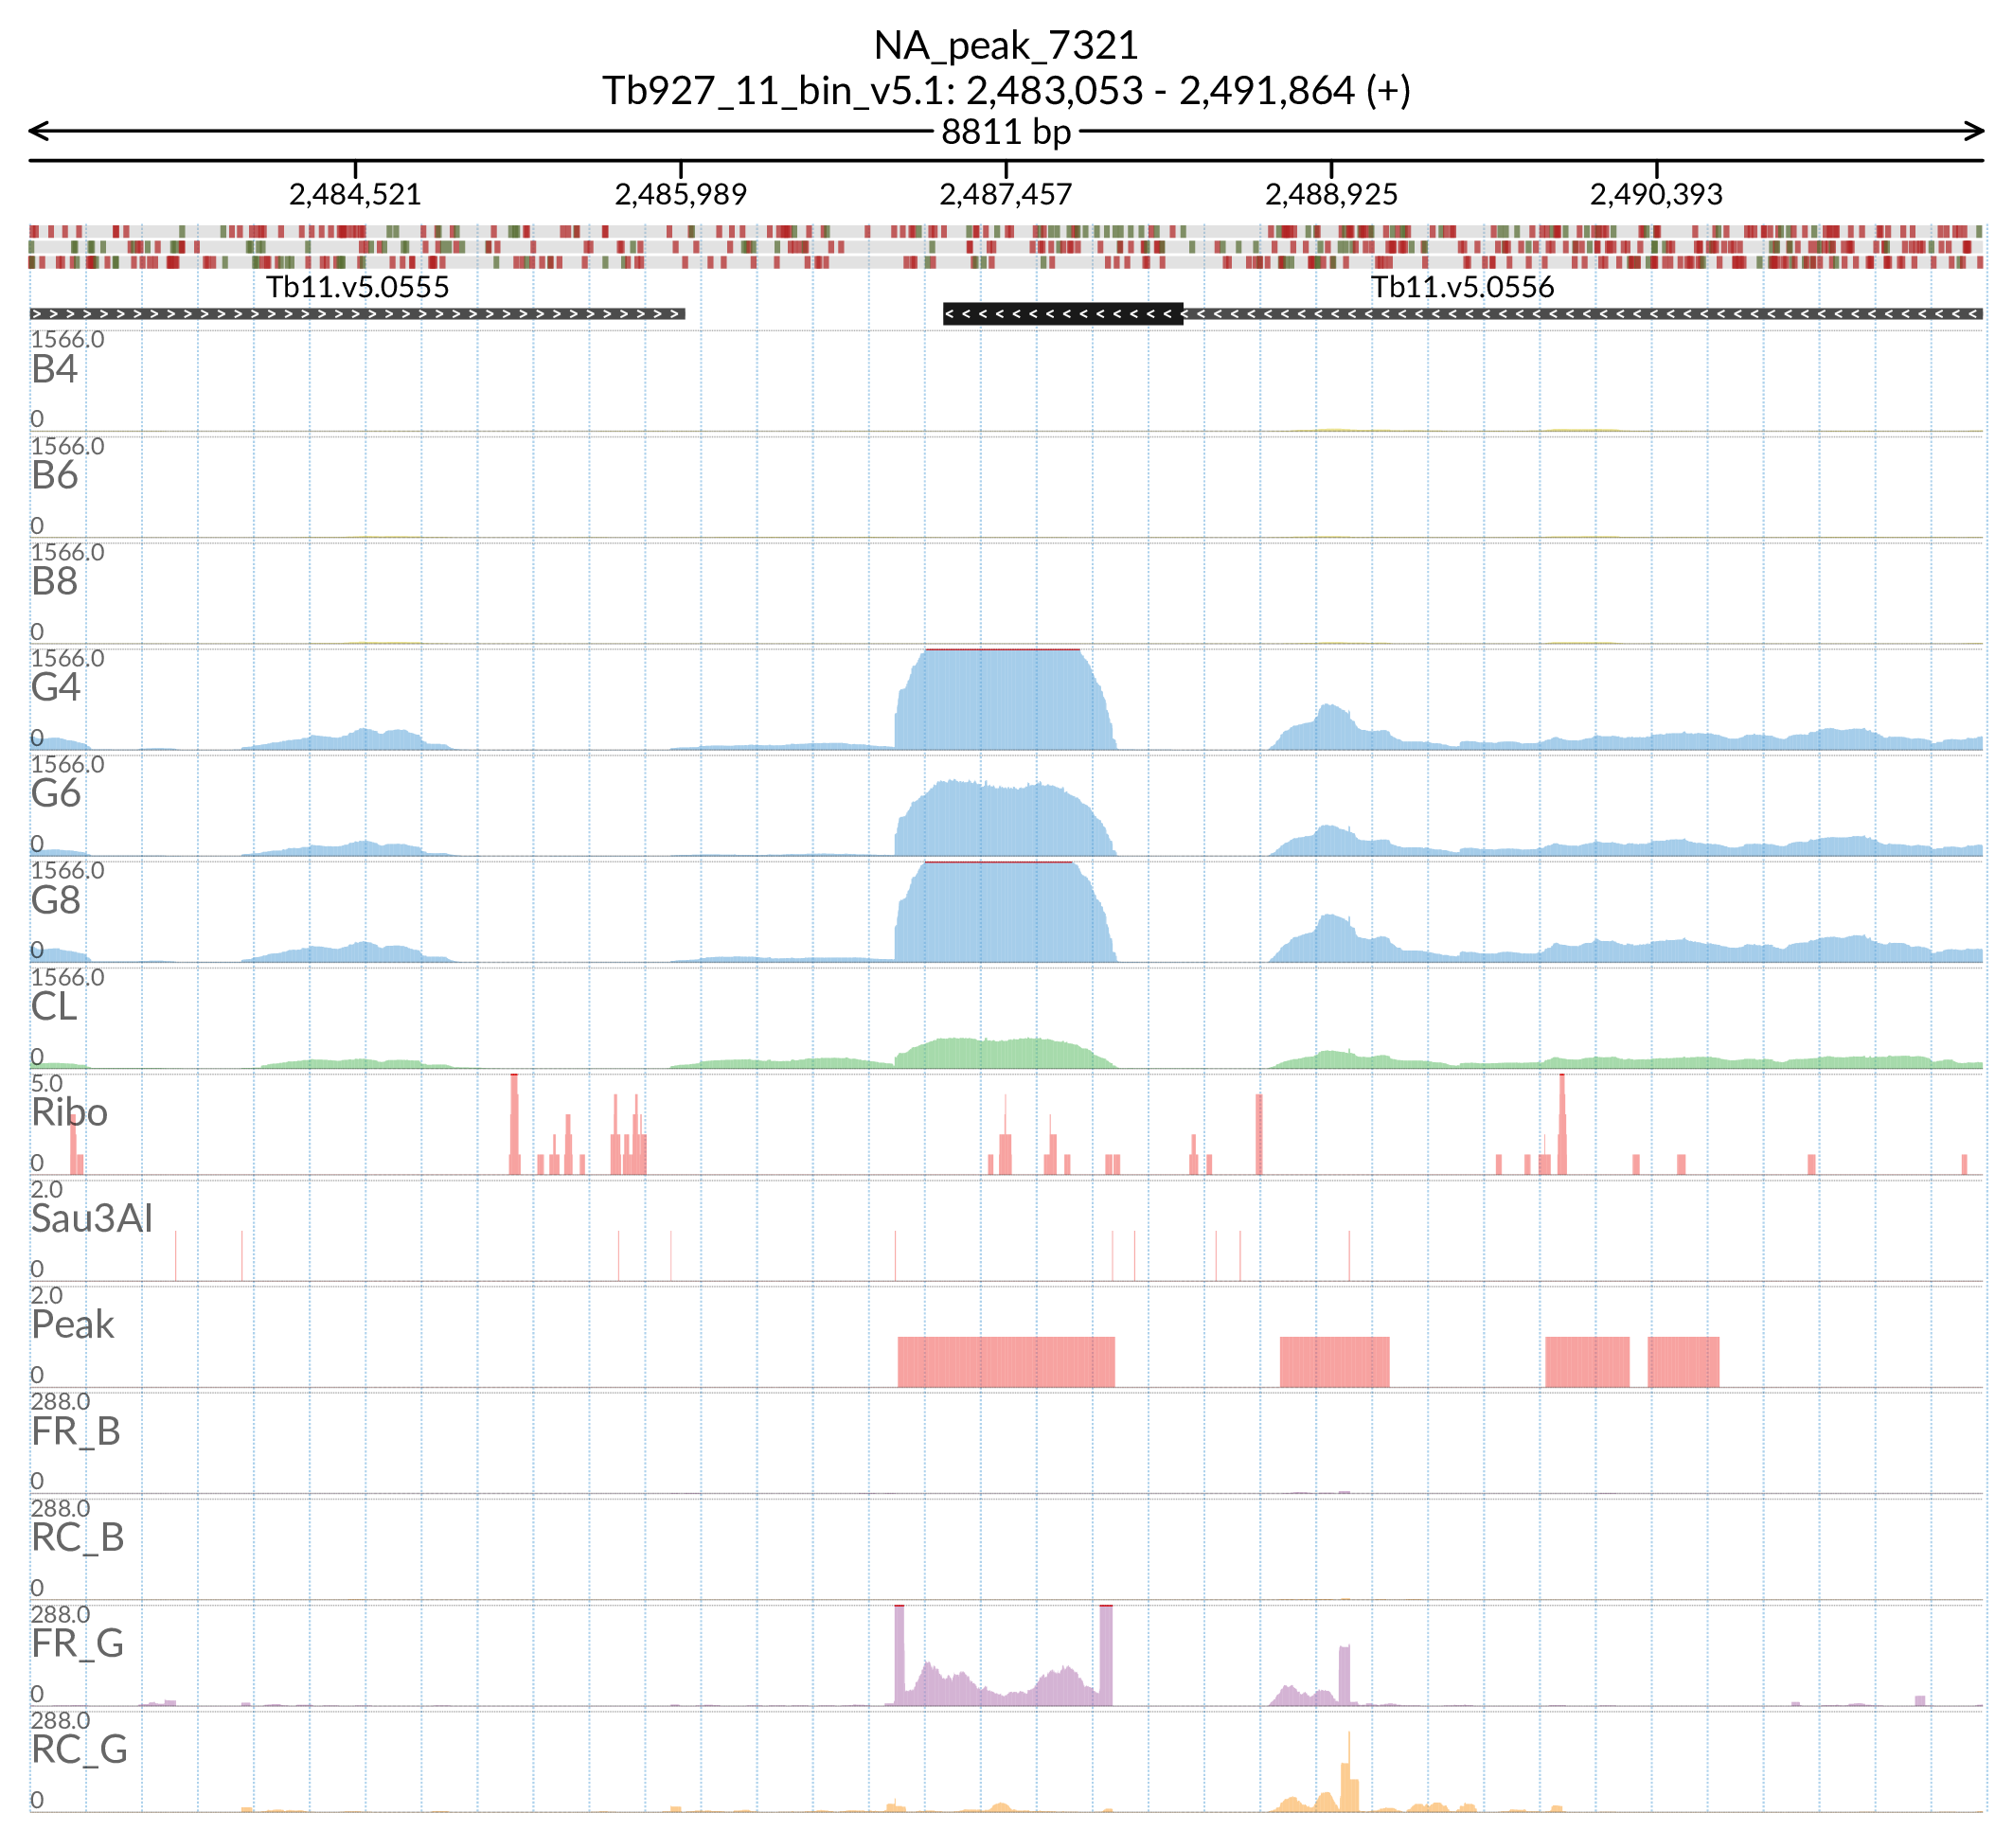 NA_peak_7321
Tb927_11_bin_v5.1: 2,483,053 - 2,491,864 (+)
8811 bp
2,484,521 2,485,989 2,487,457 2,488,925 2,490,393
Tb11.v5.0555 Tb11.v5.0556
1566.0
B4
0
1566.0
B6
0
1566.0
B8
0
1566.0
G4
0
1566.0
G6
0
1566.0
G8
0
1566.0
CL
0
5.0
Ribo
0
2.0
Sau3AI
0
2.0
Peak
0
288.0
FR_B
0
288.0
RC_B
0
288.0
FR_G
0
288.0
RC_G
0